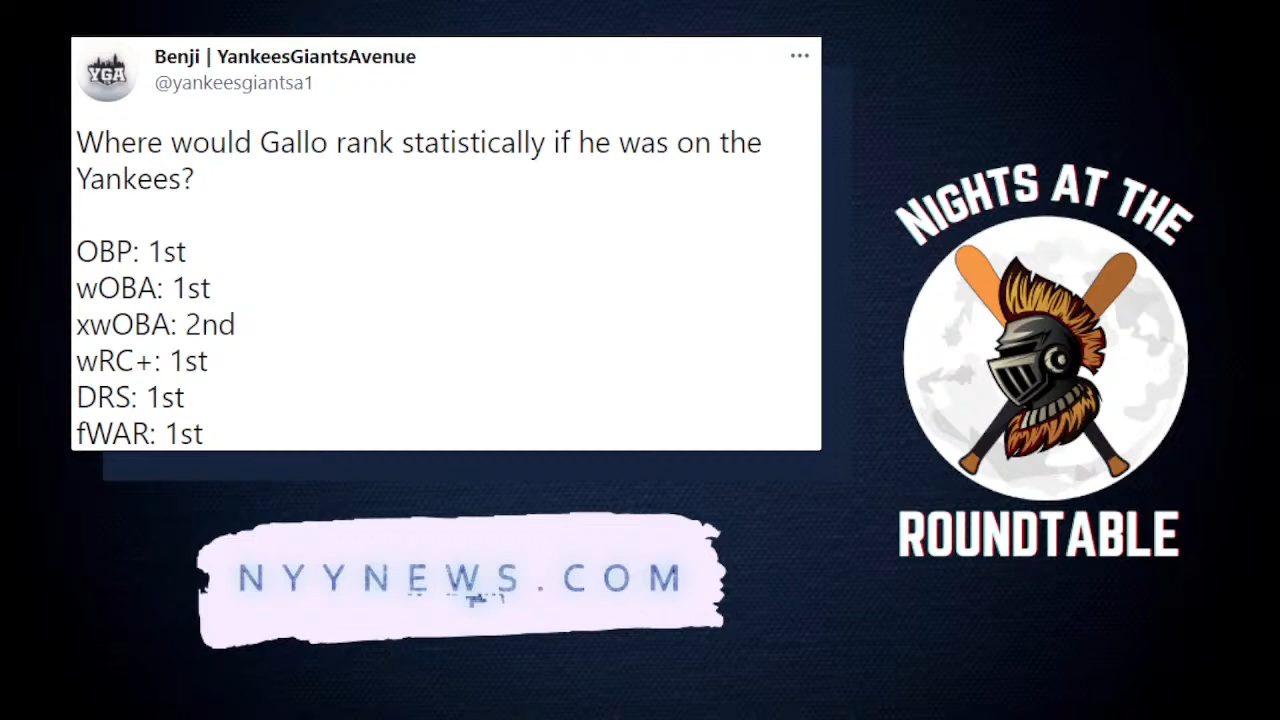 Benji | YankeesGiantsAvenue
@yankeesgiantsa1
YGA
Where would Gallo rank statistically if he was on the
Yankees?
OBP: 1st
wOBA: 1st
xwOBA: 2nd
wRC+: 1st
DRS: 1st
fWAR: 1st
NIGHTS AT THE
ROUNDTABLE
NYYNEWS.COM